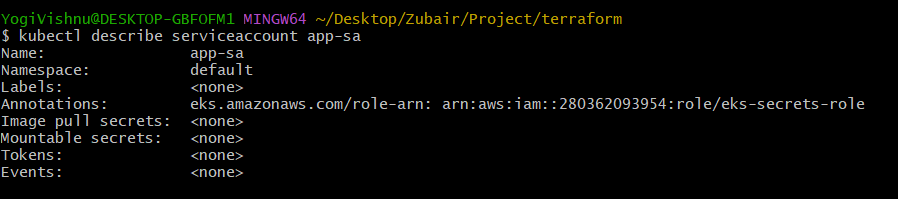 YogiVishnu@DESKTOP-GBFOFM1 MINGW64 ~/Desktop/Zubair/Project/terraform
$ kubectl describe serviceaccount app-sa
Name:                app-sa
Namespace:           default
Labels:              <none>
Annotations:         eks.amazonaws.com/role-arn: arn:aws:iam::280362093954:role/eks-secrets-role
Image pull secrets:  <none>
Mountable secrets:   <none>
Tokens:              <none>
Events:              <none>